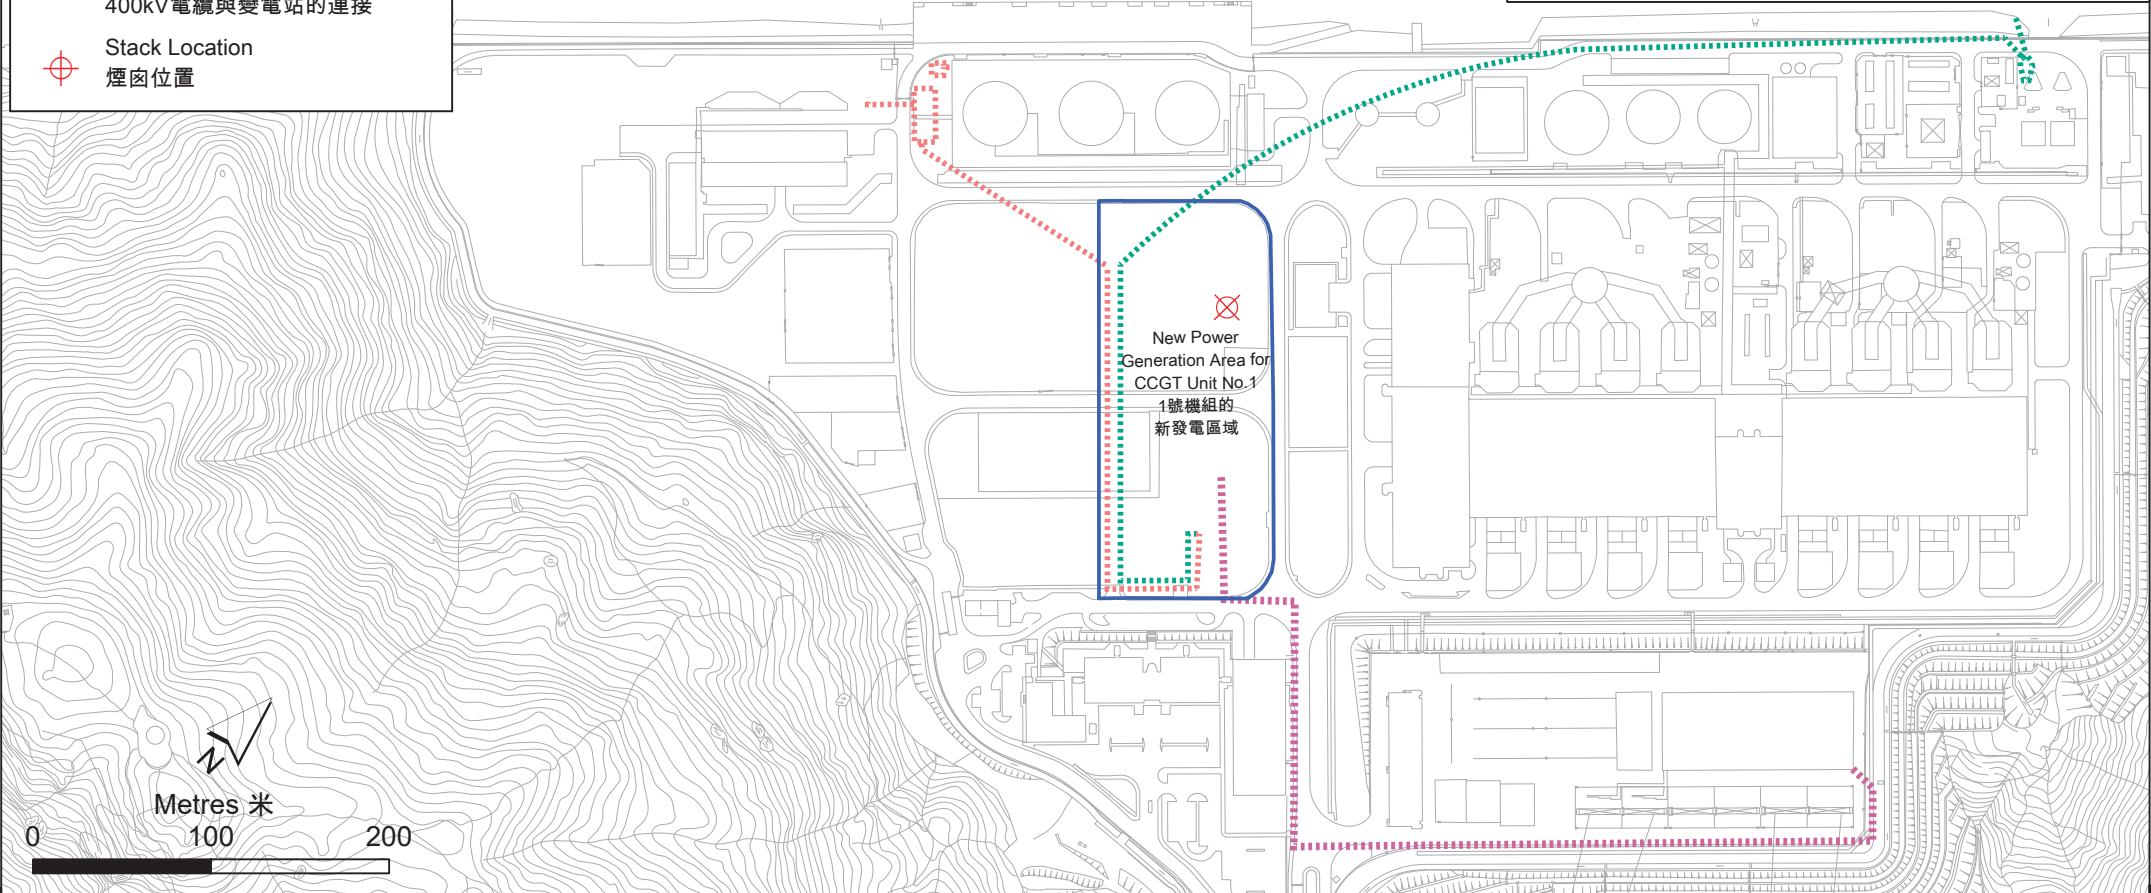 400kV電纜與變電站的連接
Stack Location
煙囪位置
New Power
Generation Area for
CCGT Unit No.1
1號機組的
新發電區域
N
Metres 米
0 100 200